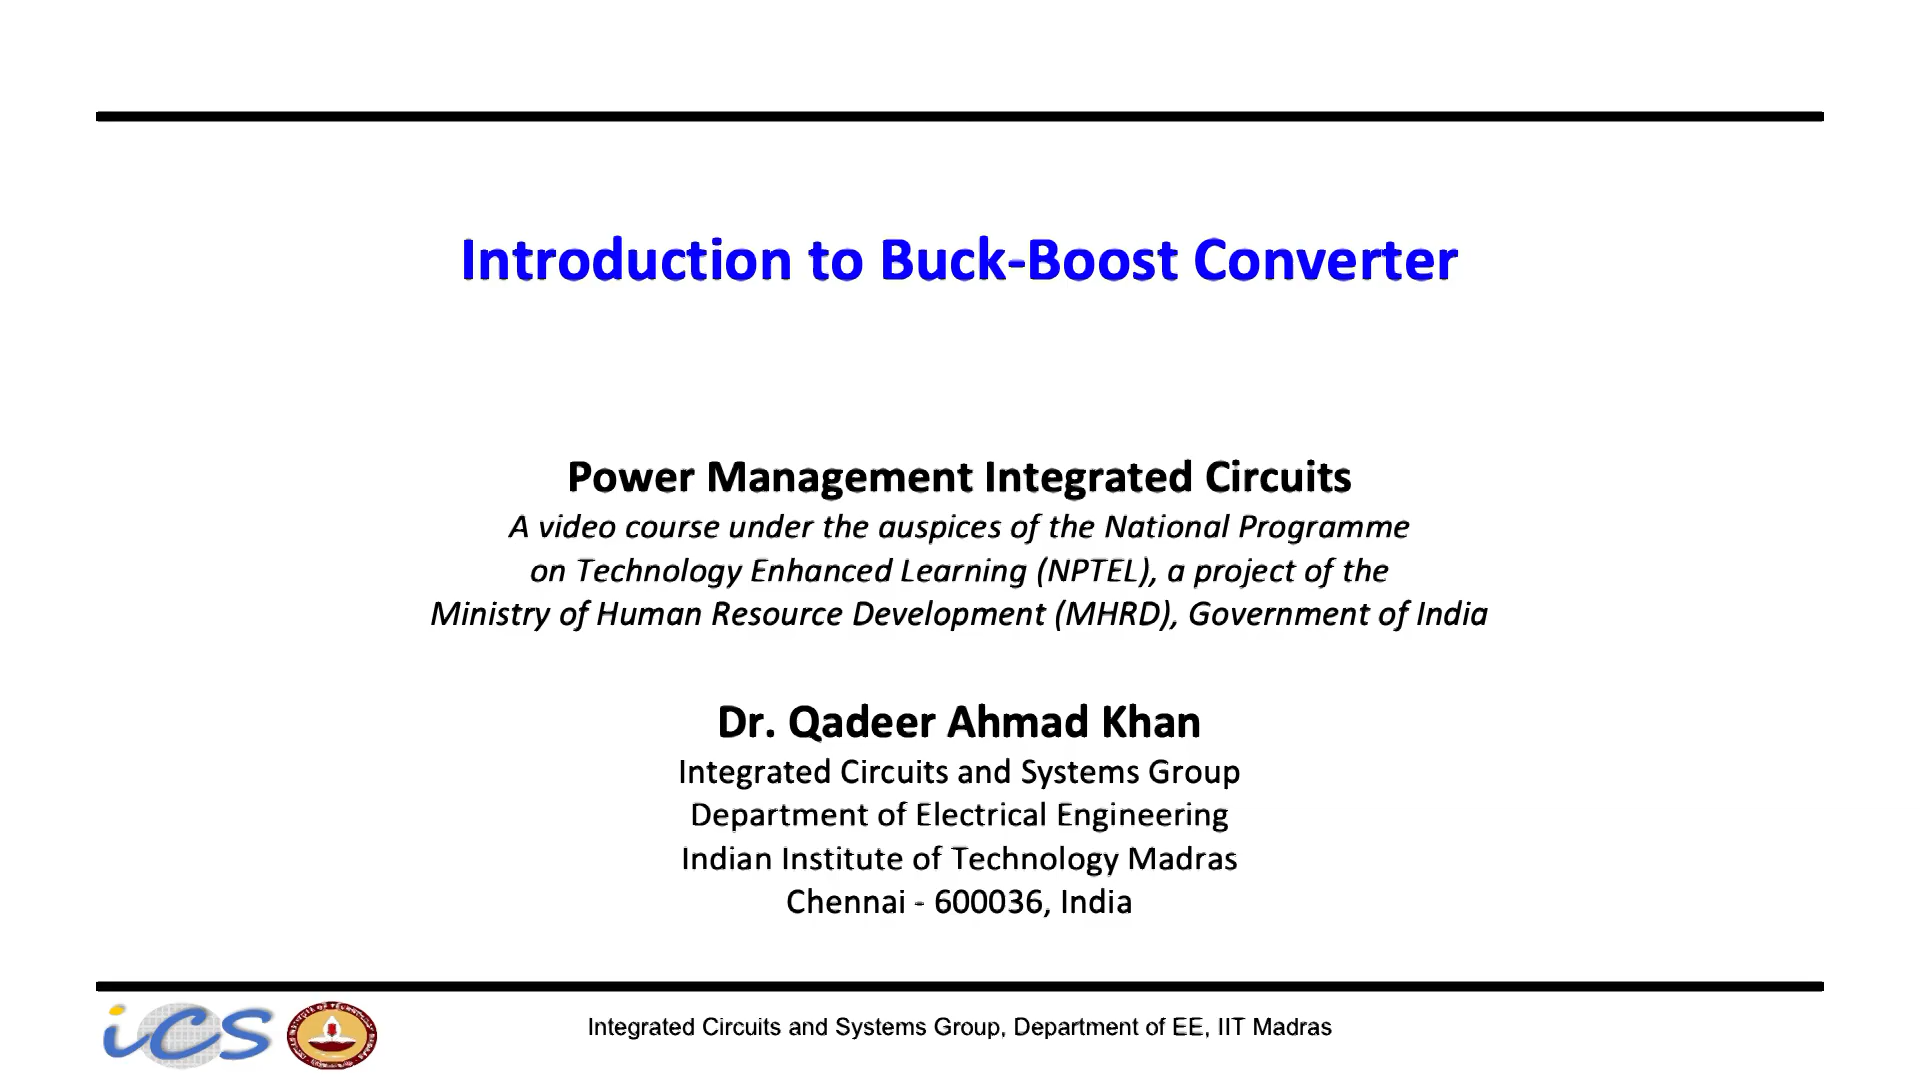 Introduction to Buck-Boost Converter
Power Management Integrated Circuits
A video course under the auspices of the National Programme
on Technology Enhanced Learning (NPTEL), a project of the
Ministry of Human Resource Development (MHRD), Government of India
Dr. Qadeer Ahmad Khan
Integrated Circuits and Systems Group
Department of Electrical Engineering
Indian Institute of Technology Madras
Chennai - 600036, India
ics
Integrated Circuits and Systems Group, Department of EE, IIT Madras